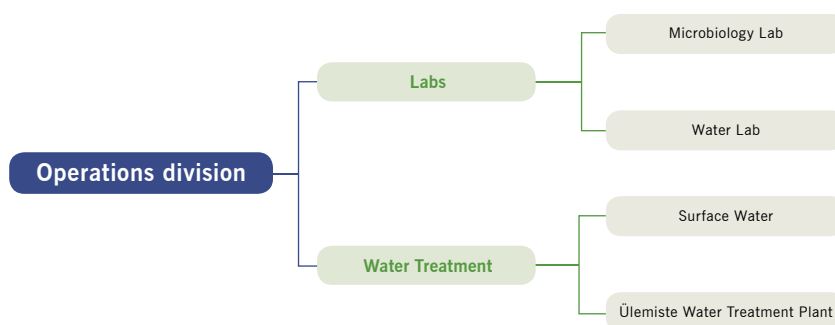 Microbiology Lab
Labs
Water Lab
Operations division
Surface Water
Water Treatment
Ülemiste Water Treatment Plant